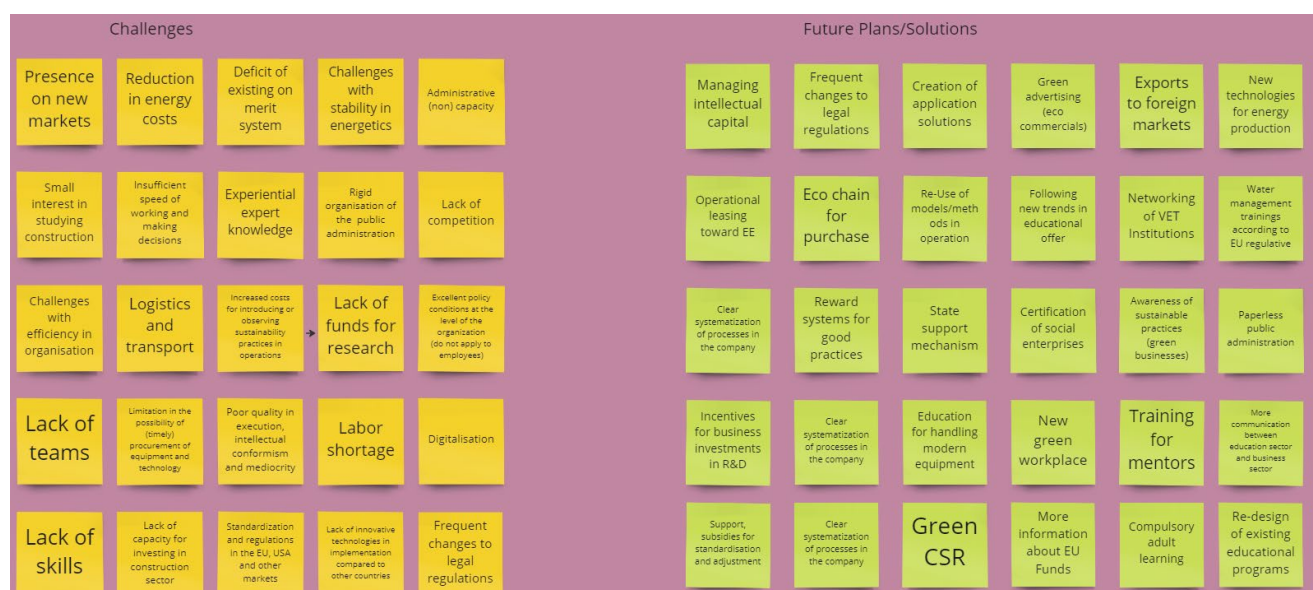 Challenges
Presence
on new
markets
Reduction
in energy
costs
Deficit of
existing on
merit
system
Challenges
with
stability in
energetics
Administrative
(non) capacity
Small
interest in
studying
construction
Insufficient
speed of
working and
making
decisions
Experiential
expert
knowledge
Rigid
organisation of
the public
administration
Lack of
competition
Challenges
with
efficiency in
organisation
Logistics
and
transport
Increased costs
for introducing or
observing
sustainability
practices in
operations
Lack of
funds for
research
Excellent policy
conditions at the
level of the
organization
(do not apply to
employees)
Lack of
teams
Limitation in the
possibility of
(timely)
procurement of
equipment and
technology
Poor quality in
execution,
intellectual
conformism
and mediocrity
Labor
shortage
Digitalisation
Lack of
skills
Lack of
capacity for
investing in
construction
sector
Standardization
and regulations
in the EU, USA
and other
markets
Lack of innovative
technologies in
implementation
compared to
other countries
Frequent
changes to
legal
regulations
Future Plans/Solutions
Managing
intellectual
capital
Frequent
changes to
legal
regulations
Creation of
application
solutions
Green
advertising
(eco
commercials)
Exports
to foreign
markets
New
technologies
for energy
production
Operational
leasing
toward EE
Eco chain
for
purchase
Re-Use of
models/meth
ods in
operation
Following
new trends in
educational
offer
Networking
of VET
Institutions
Water
management
trainings
according to
EU regulative
Clear
systematization
of processes in
the company
Reward
systems for
good
practices
State
support
mechanism
Certification
of social
enterprises
Awareness of
sustainable
practices
(green
businesses)
Paperless
public
administration
Incentives
for business
investments
in R&D
Clear
systematization
of processes in
the company
Education
for handling
modern
equipment
New
green
workplace
Training
for
mentors
More
communication
between
education sector
and business
sector
Support,
subsidies for
standardisation
and adjustment
Clear
systematization
of processes in
the company
Green
CSR
More
information
about EU
Funds
Compulsory
adult
learning
Re-design
of existing
educational
programs